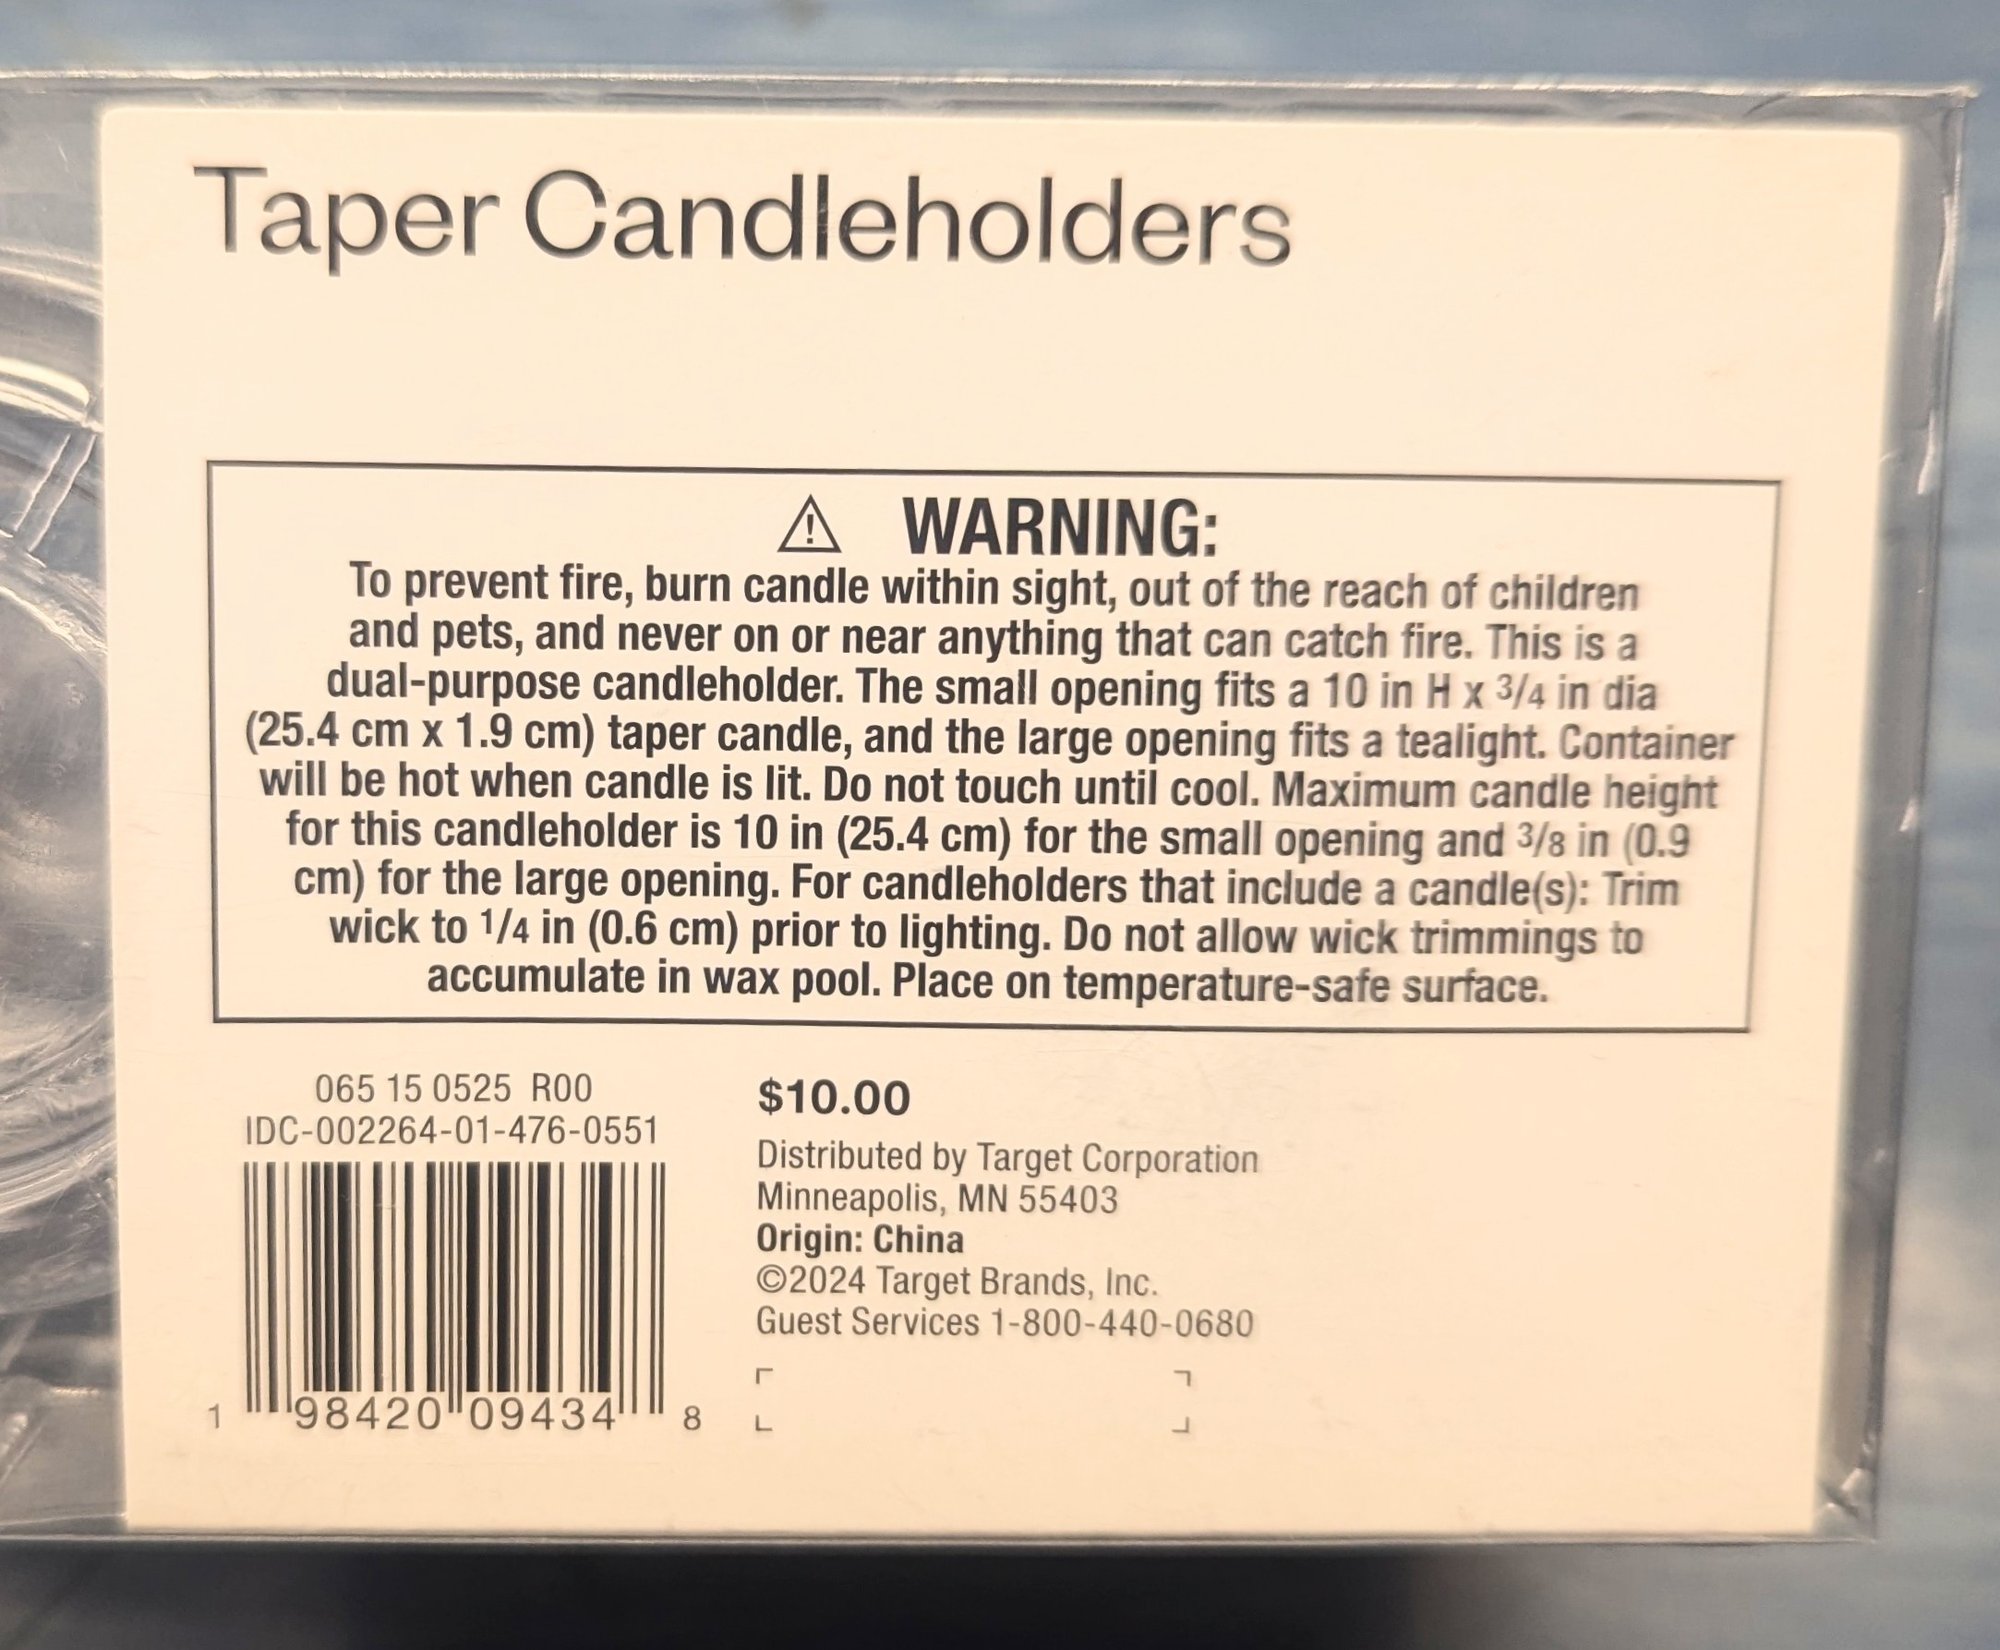 Taper Candleholders
⚠ WARNING:
To prevent fire, burn candle within sight, out of the reach of children
and pets, and never on or near anything that can catch fire. This is a
dual-purpose candleholder. The small opening fits a 10 in H x 3/4 in dia
(25.4 cm x 1.9 cm) taper candle, and the large opening fits a tealight. Container
will be hot when candle is lit. Do not touch until cool. Maximum candle height
for this candleholder is 10 in (25.4 cm) for the small opening and 3/8 in (0.9
cm) for the large opening. For candleholders that include a candle(s): Trim
wick to 1/4 in (0.6 cm) prior to lighting. Do not allow wick trimmings to
accumulate in wax pool. Place on temperature-safe surface.
065 15 0525 R00
IDC-002264-01-476-0551
1 98420 09434 8
$10.00
Distributed by Target Corporation
Minneapolis, MN 55403
Origin: China
©2024 Target Brands, Inc.
Guest Services 1-800-440-0680